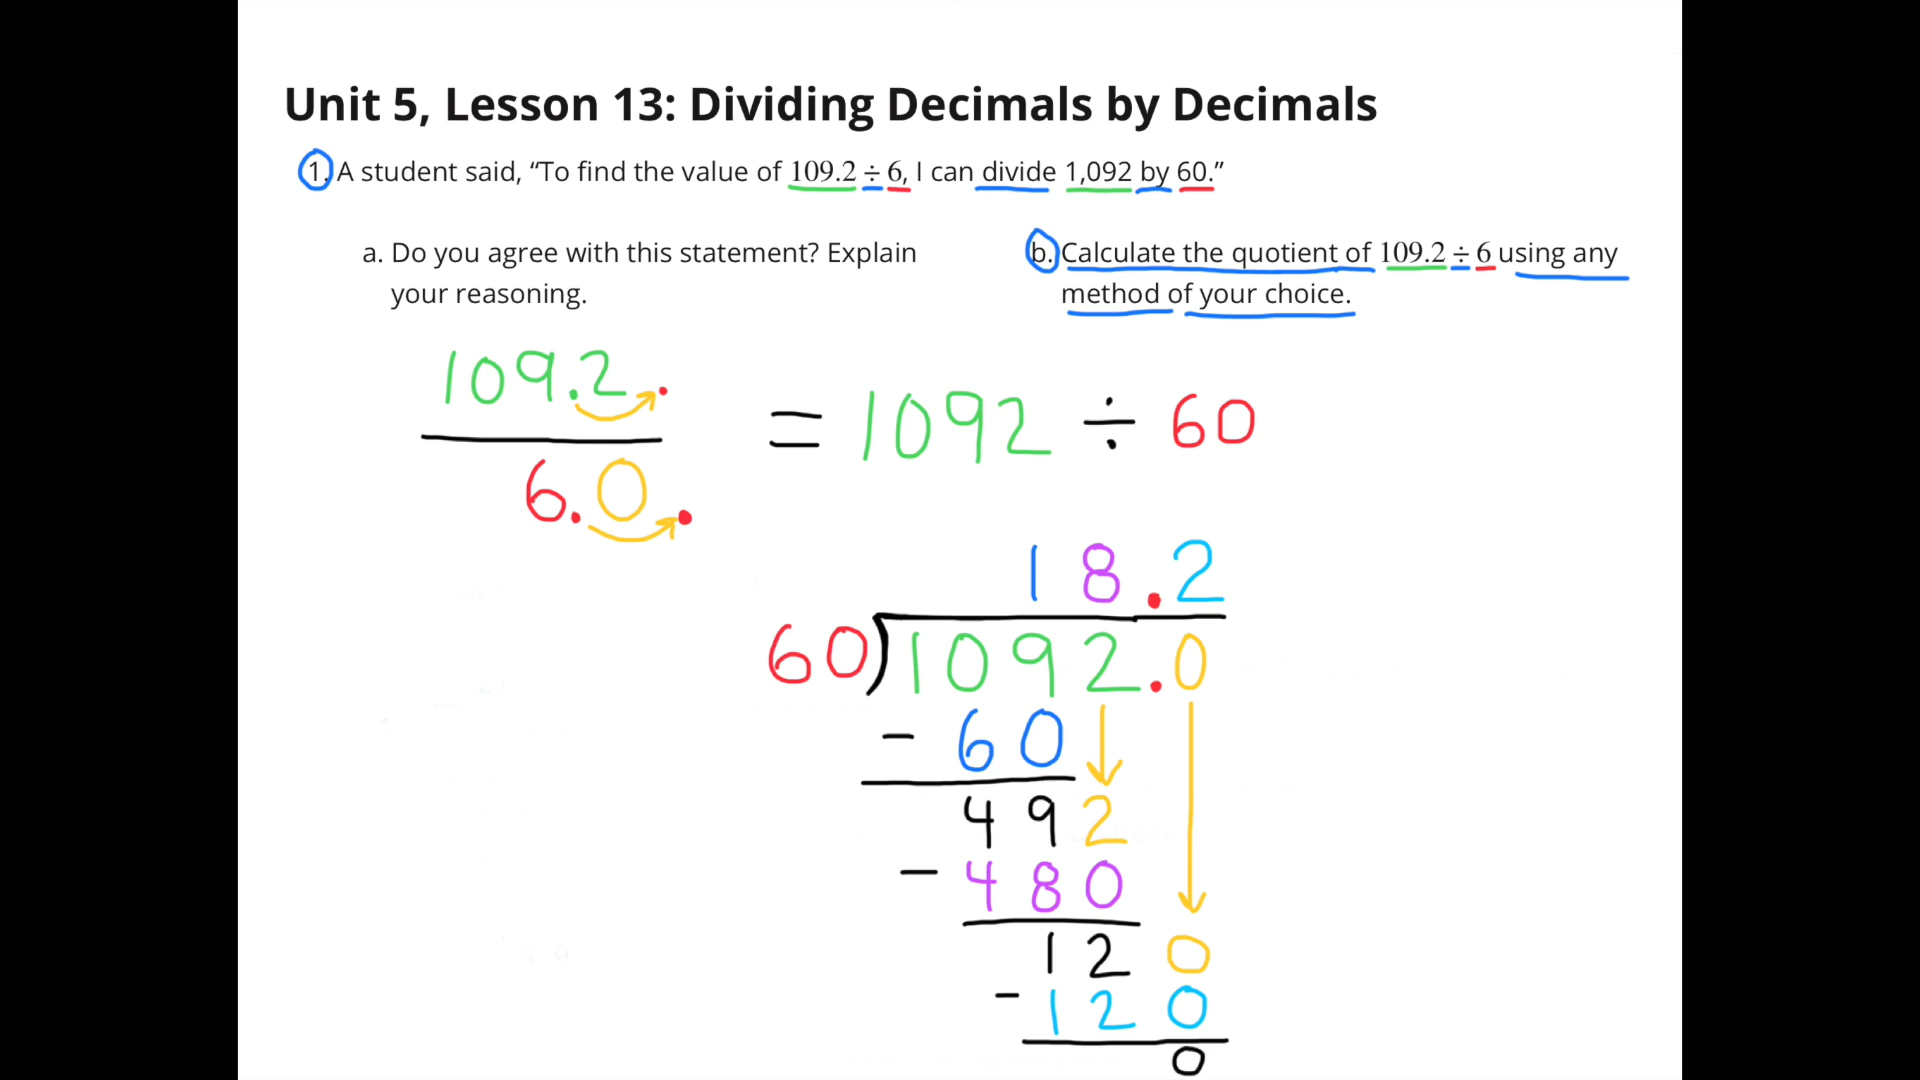 Unit 5, Lesson 13: Dividing Decimals by Decimals
1. A student said, “To find the value of 109.2 ÷ 6, I can divide 1,092 by 60.”
a. Do you agree with this statement? Explain
your reasoning.
b. Calculate the quotient of 109.2 ÷ 6 using any
method of your choice.
109.2.
6.0.
= 1092 ÷ 60
18.2
60)1092.0
- 60
492
- 480
120
- 120
0